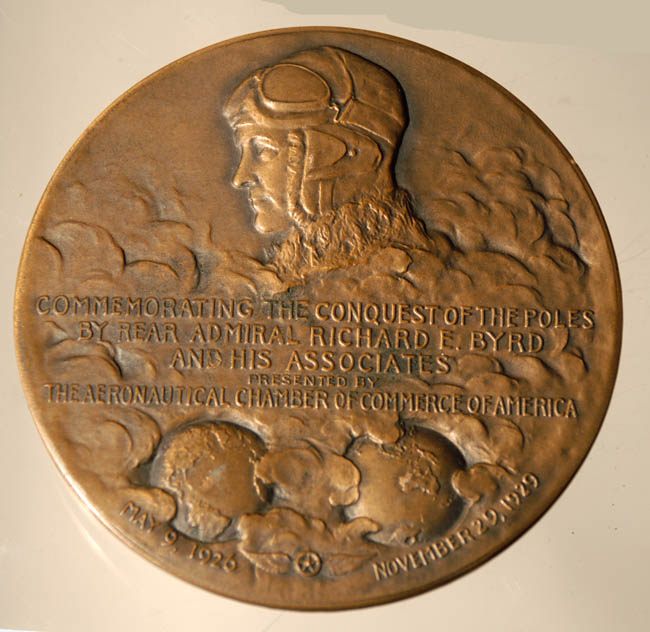 COMMEMORATING THE CONQUEST OF THE POLES
BY REAR ADMIRAL RICHARD E. BYRD
AND HIS ASSOCIATES
PRESENTED BY
THE AERONAUTICAL CHAMBER OF COMMERCE OF AMERICA
MAY 9, 1926
NOVEMBER 29, 1929